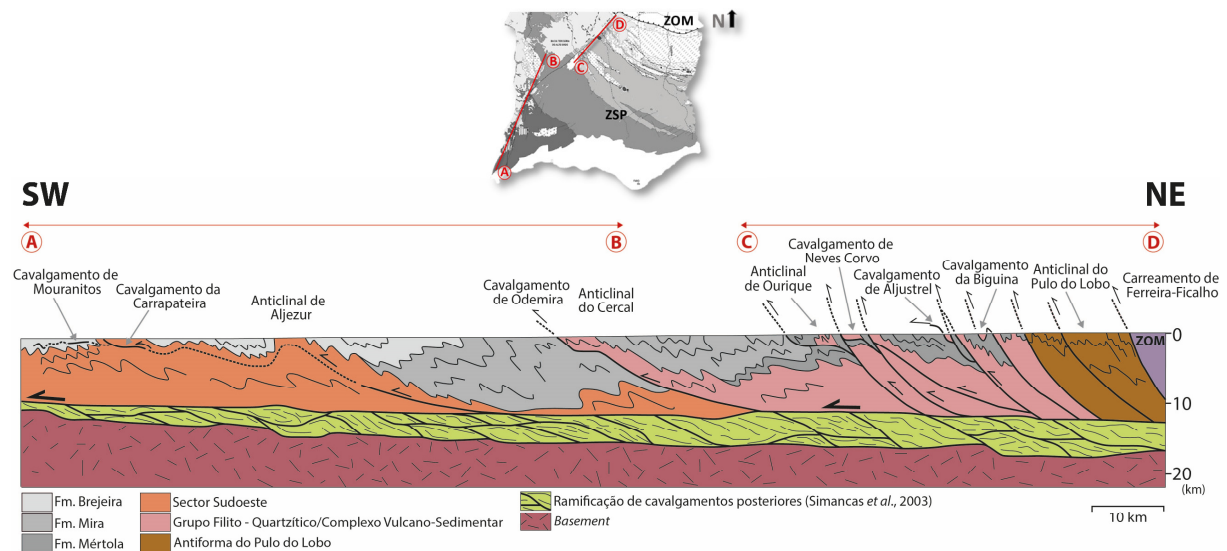 D
ZOM
N
B
C
ZSP
A
SW
NE
A
B
C
D
Cavalgamento de
Mouranitos
Cavalgamento da
Carrapateira
Anticlinal de
Aljezur
Cavalgamento
de Odemira
Anticlinal
do Cercal
Anticlinal
de Ourique
Cavalgamento de
Neves Corvo
Cavalgamento
de Aljustrel
Cavalgamento
da Biguina
Anticlinal do
Pulo do Lobo
Carreamento de
Ferreira-Ficalho
0
ZOM
10
20
(km)
Fm. Brejeira
Fm. Mira
Fm. Mértola
Sector Sudoeste
Grupo Filito - Quartzítico/Complexo Vulcano-Sedimentar
Antiforma do Pulo do Lobo
Ramificação de cavalgamentos posteriores (Simancas et al., 2003)
Basement
10 km